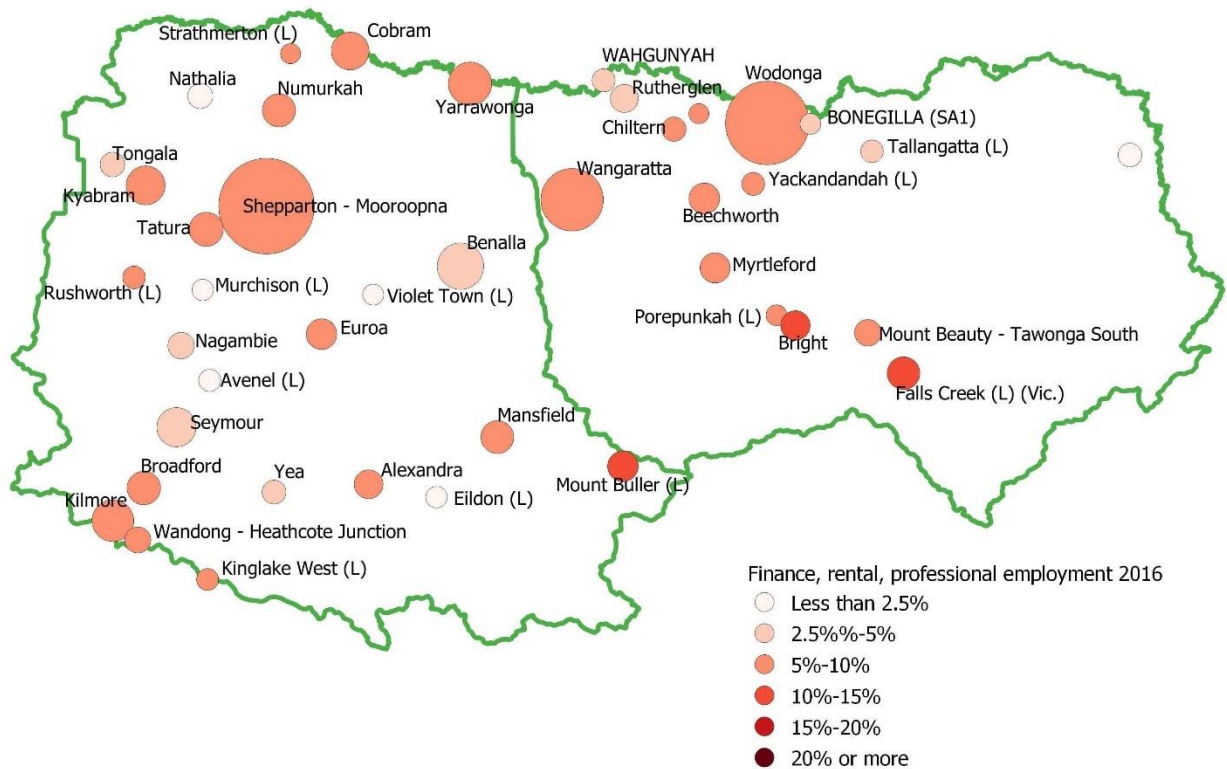 Strathmerton (L)
Cobram
Nathalia
Numurkah
Yarrawonga
WAHGUNYAH
Rutherglen
Chiltern
Wodonga
BONEGILLA (SA1)
Tallangatta (L)
Tongala
Kyabram
Tatura
Shepparton - Mooroopna
Wangaratta
Yackandandah (L)
Beechworth
Benalla
Rushworth (L)
Murchison (L)
Violet Town (L)
Myrtleford
Nagambie
Euroa
Porepunkah (L)
Bright
Mount Beauty - Tawonga South
Avenel (L)
Falls Creek (L) (Vic.)
Seymour
Mansfield
Broadford
Yea
Alexandra
Eildon (L)
Mount Buller (L)
Kilmore
Wandong - Heathcote Junction
Kinglake West (L)
Finance, rental, professional employment 2016
Less than 2.5%
2.5%%-5%
5%-10%
10%-15%
15%-20%
20% or more